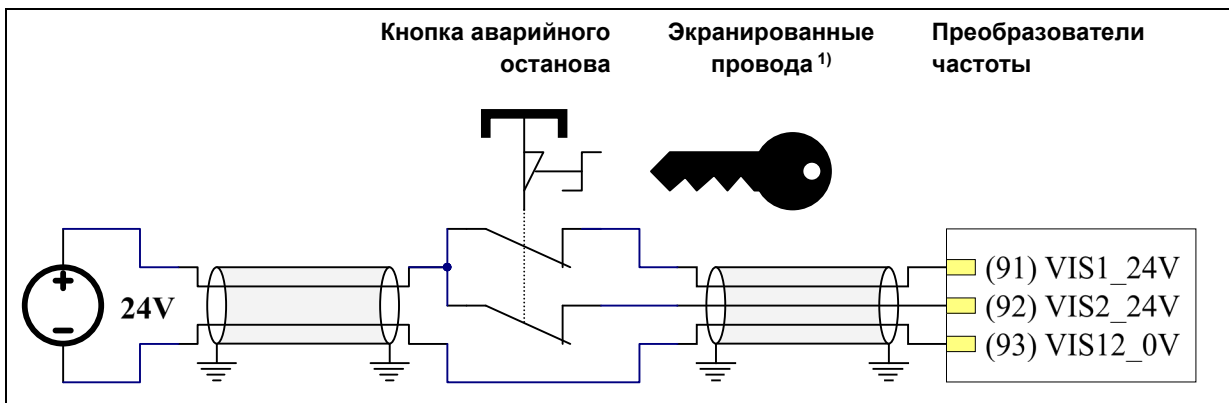 Кнопка аварийного
останова
Экранированные
провода 1)
Преобразователи
частоты
24V
(91) VIS1_24V
(92) VIS2_24V
(93) VIS12_0V